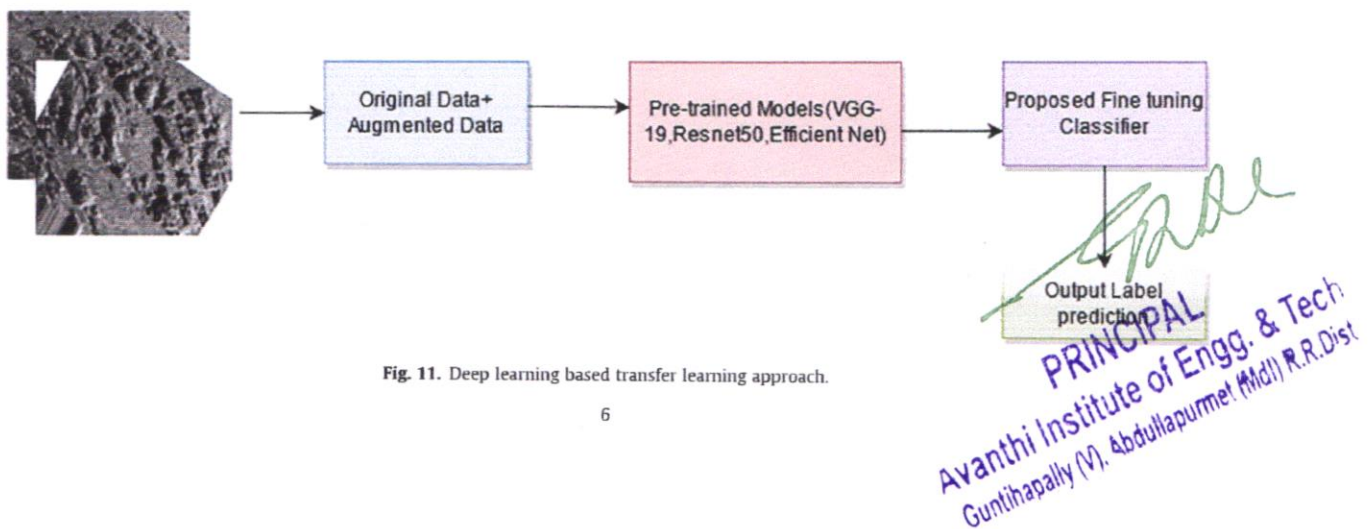 Original Data+
Augmented Data
Pre-trained Models(VGG-
19,Resnet50,Efficient Net)
Proposed Fine tuning
Classifier
Output Label
prediction
Fig. 11. Deep learning based transfer learning approach.
6
PRINCIPAL
Avanthi Institute of Engg. & Tech
Guntihapally (V), Abdullapurmet (Mdl) R.R.Dist